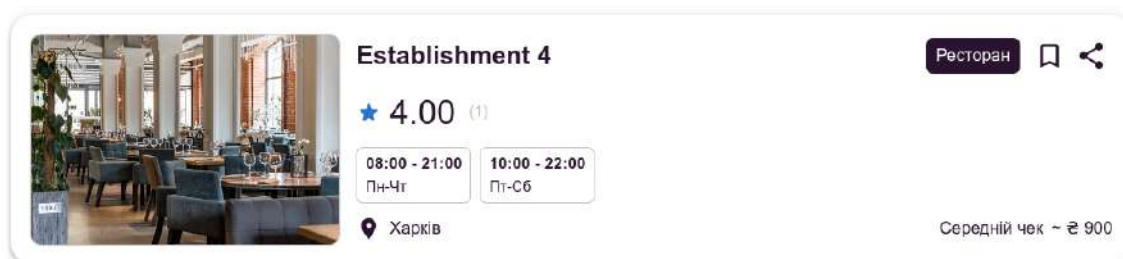 Establishment 4
Ресторан
4.00 (1)
08:00 - 21:00
Пн-Чт
10:00 - 22:00
Пт-Сб
Харків
Середній чек ~ ₴ 900